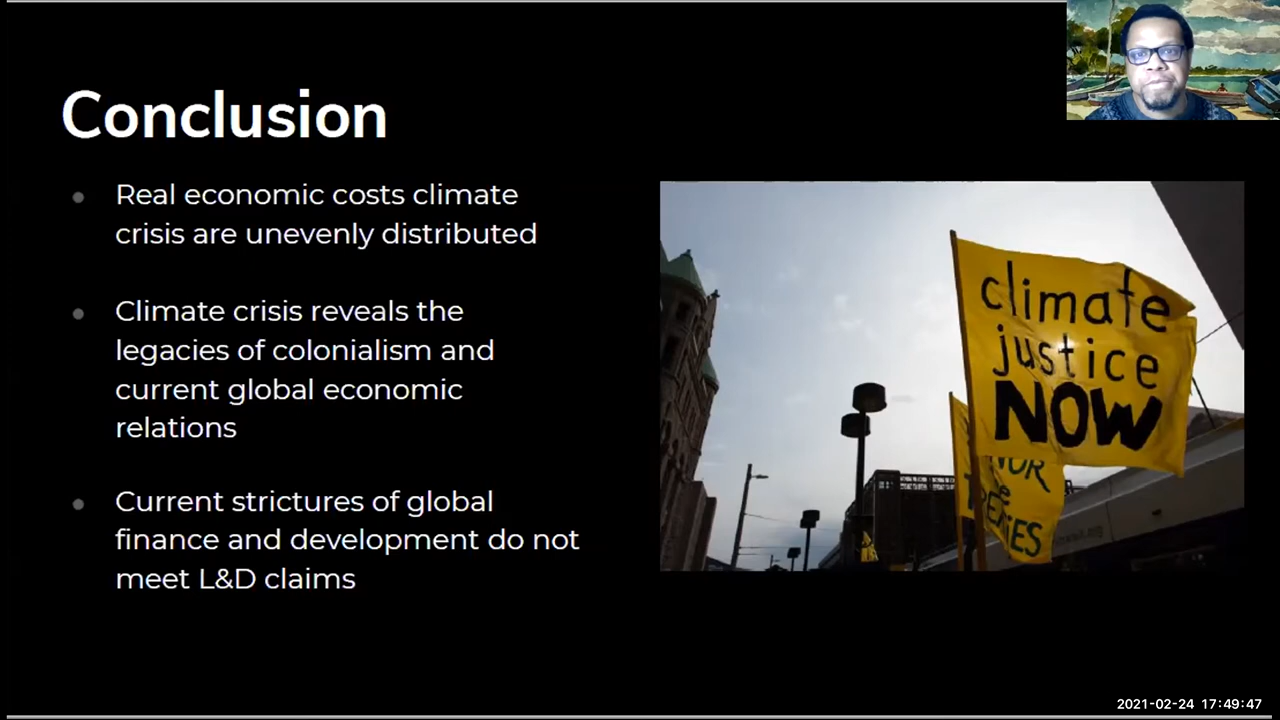 Conclusion
Real economic costs climate
crisis are unevenly distributed
Climate crisis reveals the
legacies of colonialism and
current global economic
relations
Current strictures of global
finance and development do not
meet L&D claims
climate
justice
NOW
THE
2021-02-24 17:49:47